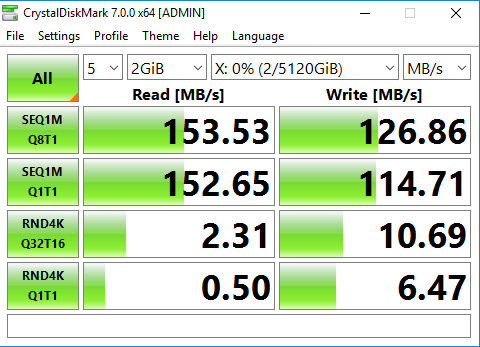 CrystalDiskMark 7.0.0 x64 [ADMIN]
File Settings Profile Theme Help Language
All 5 2GiB X: 0% (2/5120GiB) MB/s
Read [MB/s] Write [MB/s]
SEQ1M
Q8T1 153.53 126.86
SEQ1M
Q1T1 152.65 114.71
RND4K
Q32T16 2.31 10.69
RND4K
Q1T1 0.50 6.47